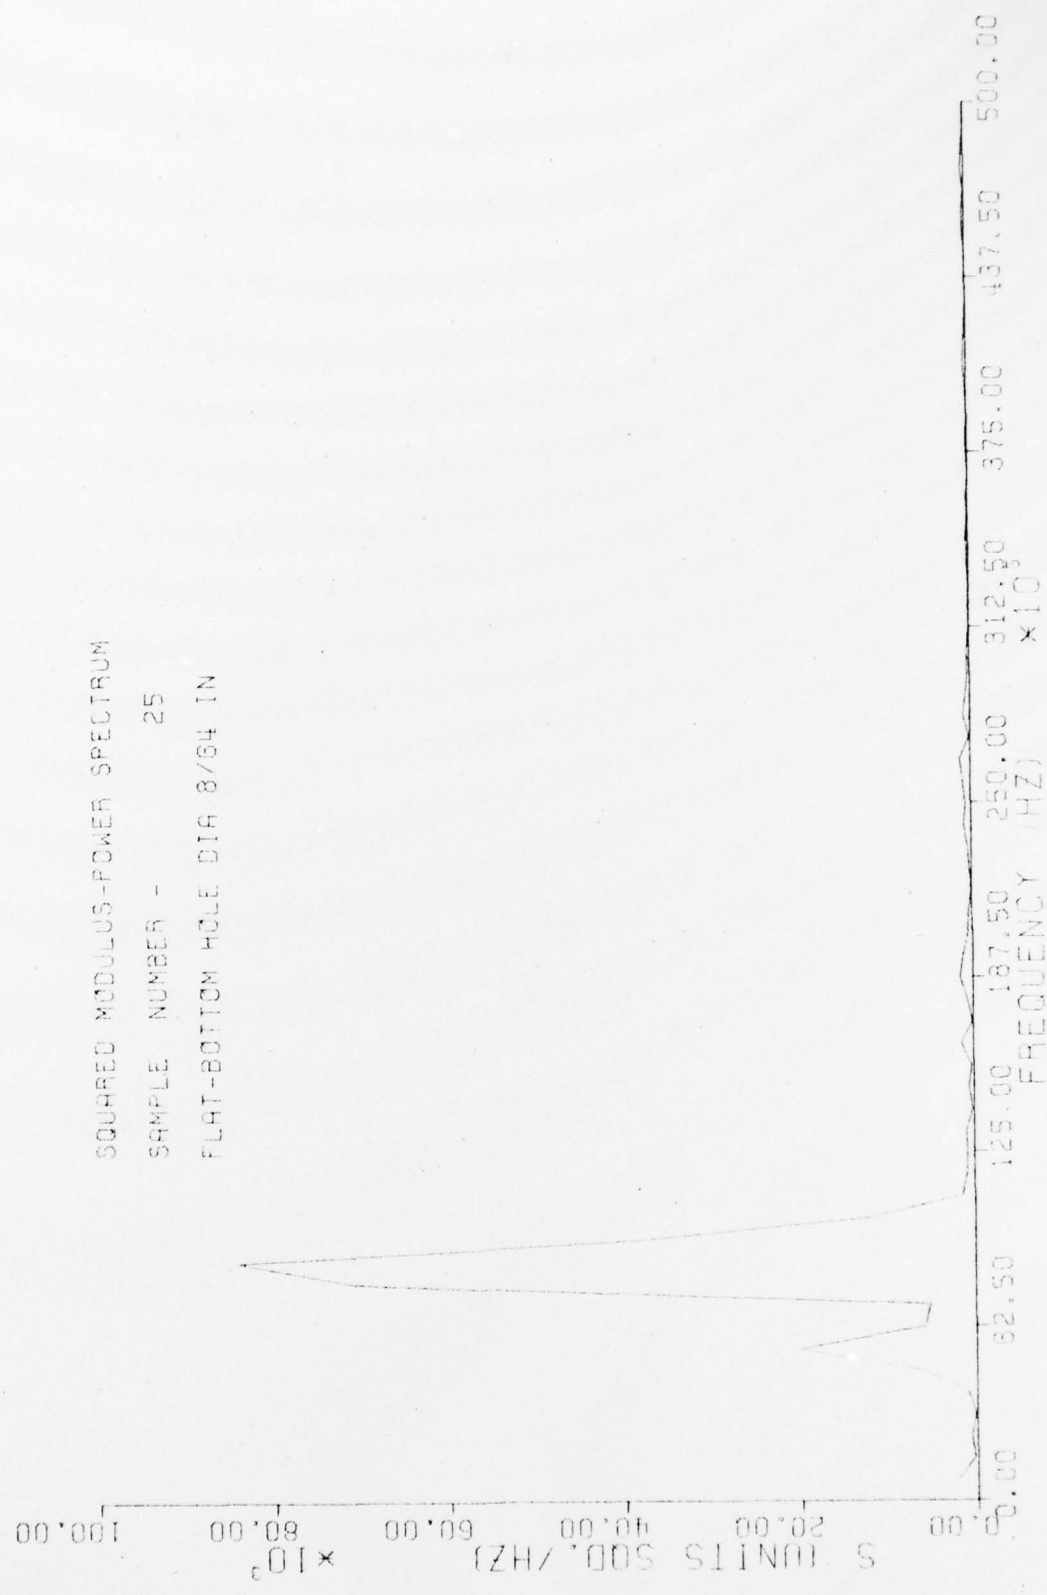 SQUARED MODULUS-POWER SPECTRUM
SAMPLE NUMBER - 25
FLAT-BOTTOM HOLE DIA 8/64 IN
100.00
80.00
60.00
40.00
20.00
0.00
S (UNITS SQD./HZ) ×10³
0.00 62.50 125.00 187.50 250.00 312.50 375.00 437.50 500.00
FREQUENCY (HZ) ×10³